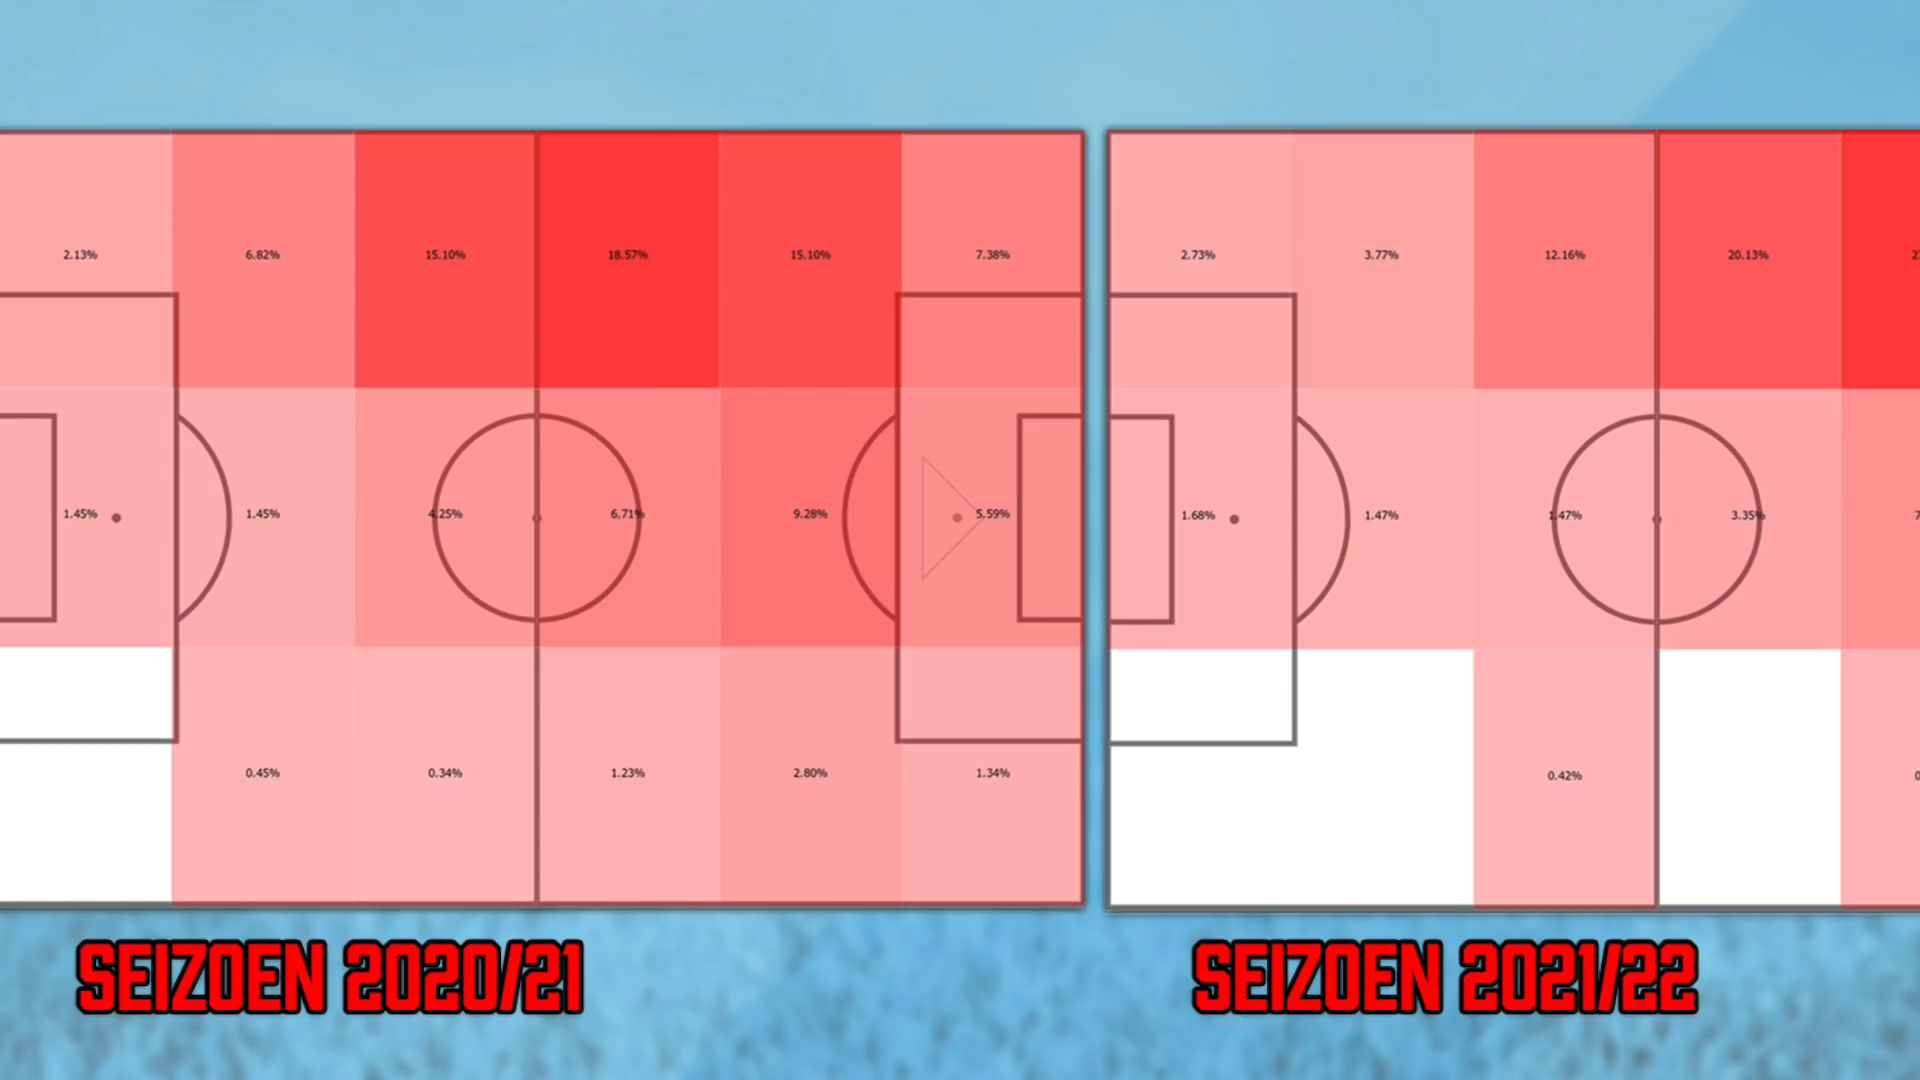 2.13% 6.82% 15.10% 18.57% 15.10% 7.38%
1.45% 1.45% 4.25% 6.71% 9.28% 5.59%
0.45% 0.34% 1.23% 2.80% 1.34%
SEIZOEN 2020/21
2.73% 3.77% 12.16% 20.13%
1.68% 1.47% 1.47% 3.35%
0.42%
SEIZOEN 2021/22